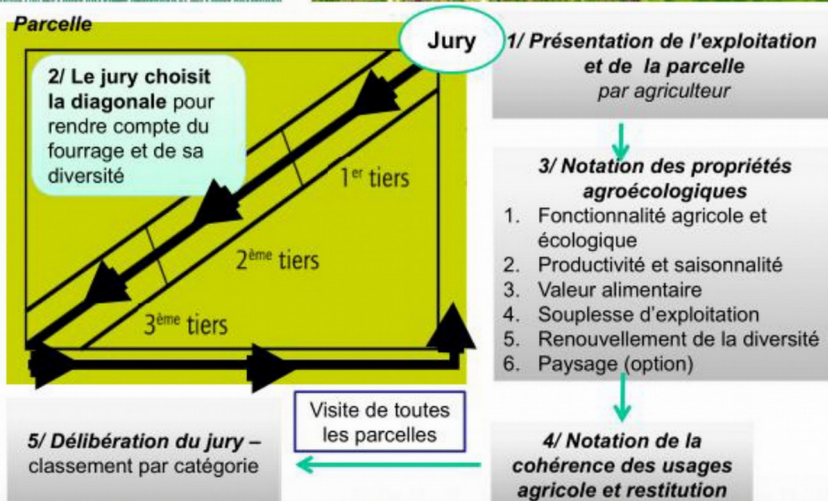 Parcelle
Jury
1/ Présentation de l'exploitation
et de la parcelle
par agriculteur
2/ Le jury choisit
la diagonale pour
rendre compte du
fourrage et de sa
diversité
1er tiers
2ème tiers
3ème tiers
3/ Notation des propriétés
agroécologiques
1. Fonctionnalité agricole et
écologique
2. Productivité et saisonnalité
3. Valeur alimentaire
4. Souplesse d'exploitation
5. Renouvellement de la diversité
6. Paysage (option)
Visite de toutes
les parcelles
4/ Notation de la
cohérence des usages
agricole et restitution
5/ Délibération du jury –
classement par catégorie